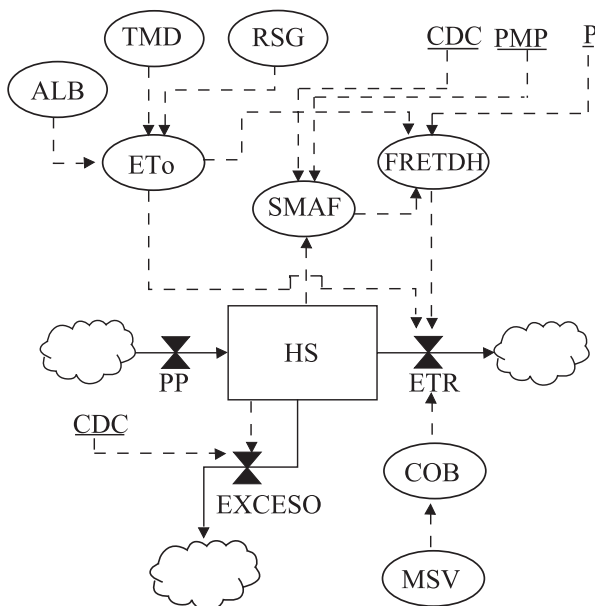 TMD
RSG
CDC
PMP
P
ALB
ETo
FRETDH
SMAF
HS
PP
ETR
CDC
EXCESO
COB
MSV